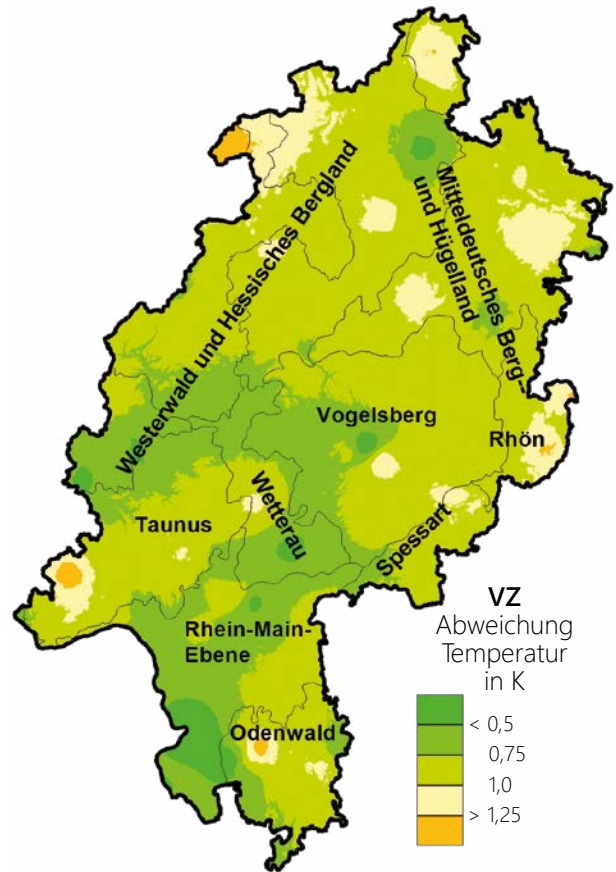 Westerwald und Hessisches Bergland
Mitteldeutsches Berg-
und Hügelland
Vogelsberg
Rhön
Wetterau
Taunus
Spessart
Rhein-Main-
Ebene
Odenwald
VZ
Abweichung
Temperatur
in K
< 0,5
0,75
1,0
> 1,25